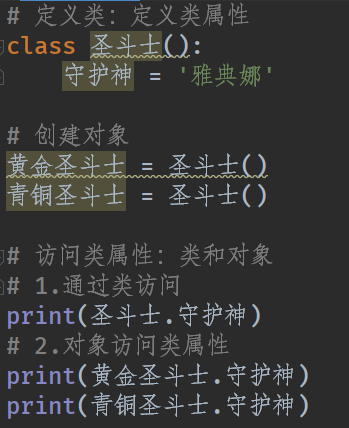 # 定义类：定义类属性
class 圣斗士():
    守护神 = '雅典娜'
# 创建对象
黄金圣斗士 = 圣斗士()
青铜圣斗士 = 圣斗士()
# 访问类属性：类和对象
# 1.通过类访问
print(圣斗士.守护神)
# 2.对象访问类属性
print(黄金圣斗士.守护神)
print(青铜圣斗士.守护神)